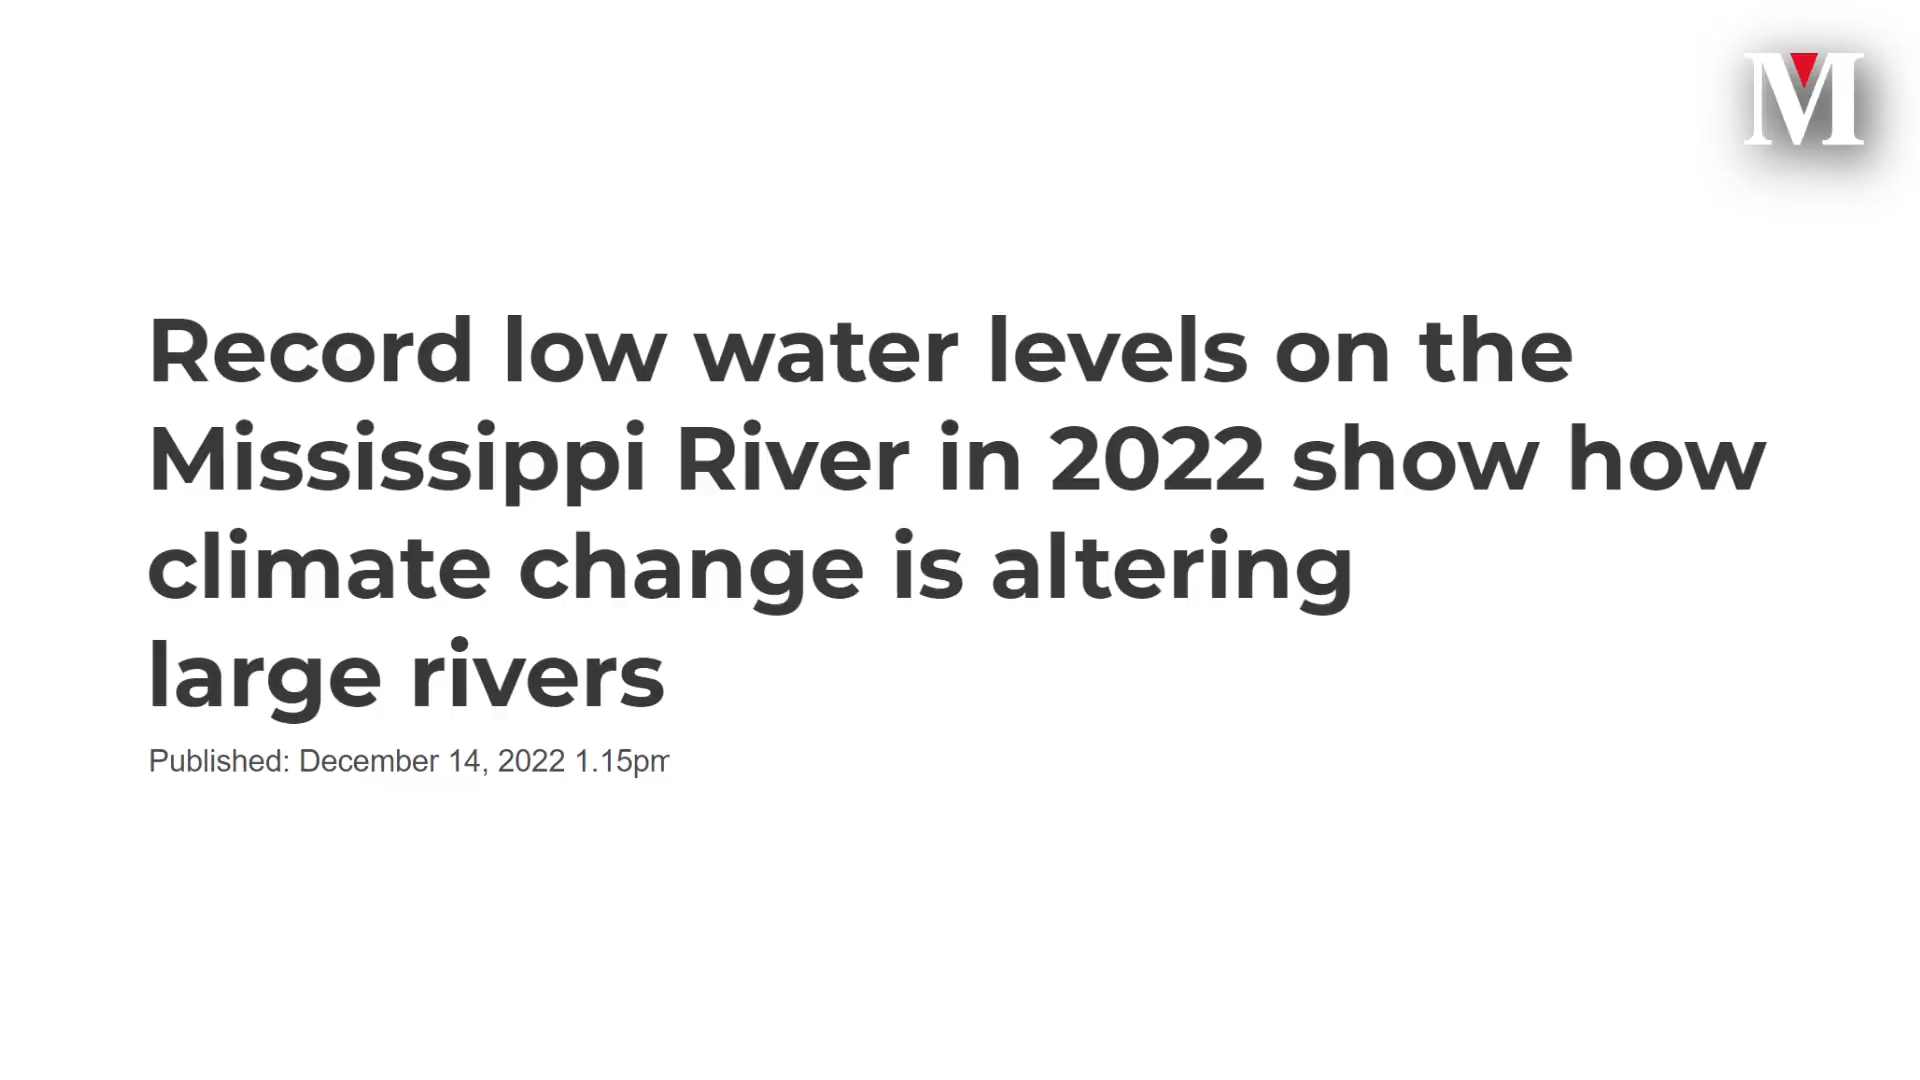 M
Record low water levels on the
Mississippi River in 2022 show how
climate change is altering
large rivers
Published: December 14, 2022 1.15pm